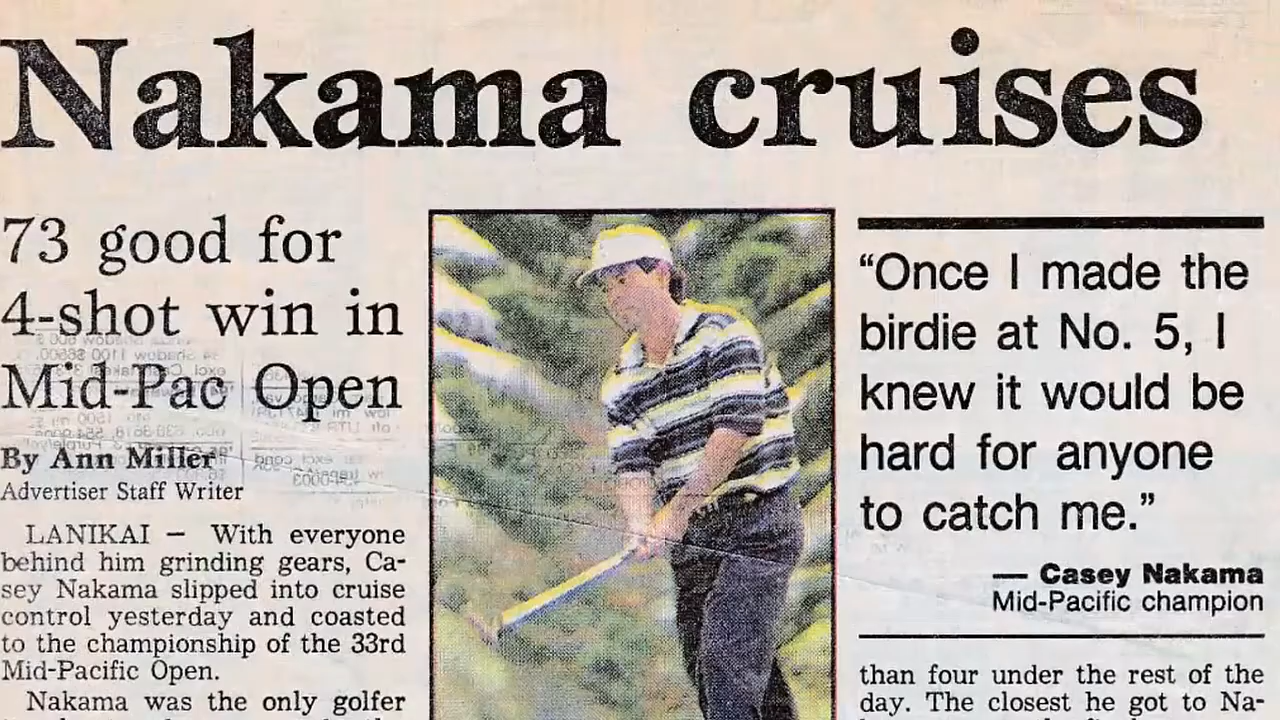 Nakama cruises
73 good for
4-shot win in
Mid-Pac Open
By Ann Miller
Advertiser Staff Writer
LANIKAI — With everyone
behind him grinding gears, Ca-
sey Nakama slipped into cruise
control yesterday and coasted
to the championship of the 33rd
Mid-Pacific Open.
Nakama was the only golfer
“Once I made the
birdie at No. 5, I
knew it would be
hard for anyone
to catch me.”
— Casey Nakama
Mid-Pacific champion
than four under the rest of the
day. The closest he got to Na-